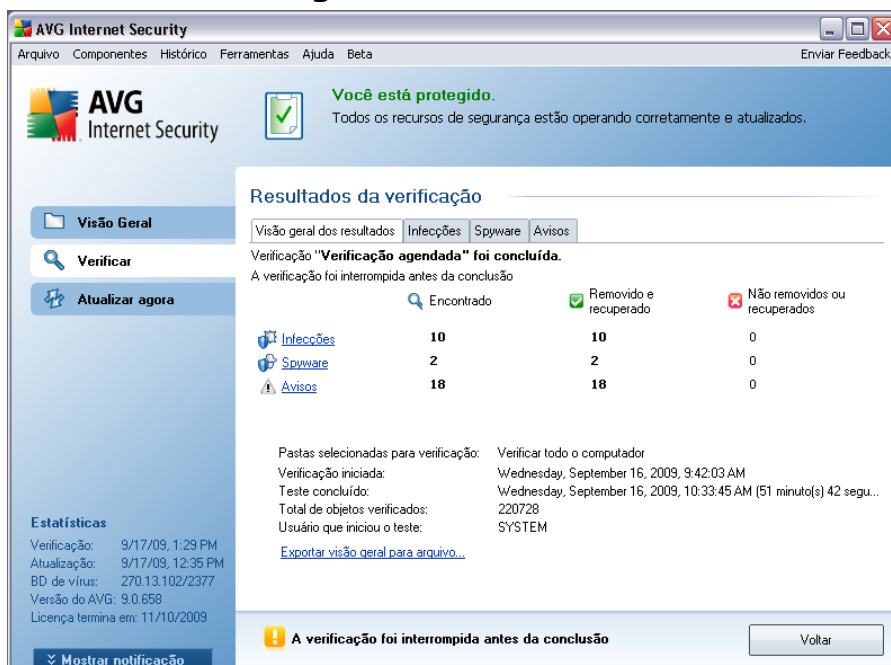 AVG Internet Security
Arquivo Componentes Histórico Ferramentas Ajuda Beta Enviar Feedback
AVG
Internet Security
Você está protegido.
Todos os recursos de segurança estão operando corretamente e atualizados.
Visão Geral
Verificar
Atualizar agora
Resultados da verificação
Visão geral dos resultados Infecções Spyware Avisos
Verificação "Verificação agendada" foi concluída.
A verificação foi interrompida antes da conclusão
Encontrado Removido e recuperado Não removidos ou recuperados
Infecções 10 10 0
Spyware 2 2 0
Avisos 18 18 0
Pastas selecionadas para verificação: Verificar todo o computador
Verificação iniciada: Wednesday, September 16, 2009, 9:42:03 AM
Teste concluído: Wednesday, September 16, 2009, 10:33:45 AM (51 minuto(s) 42 segu...
Total de objetos verificados: 220728
Usuário que iniciou o teste: SYSTEM
Exportar visão geral para arquivo...
Estatísticas
Verificação: 9/17/09, 1:29 PM
Atualização: 9/17/09, 12:35 PM
BD de vírus: 270.13.102/2377
Versão do AVG: 9.0.658
Licença termina em: 11/10/2009
Mostrar notificação
A verificação foi interrompida antes da conclusão
Voltar